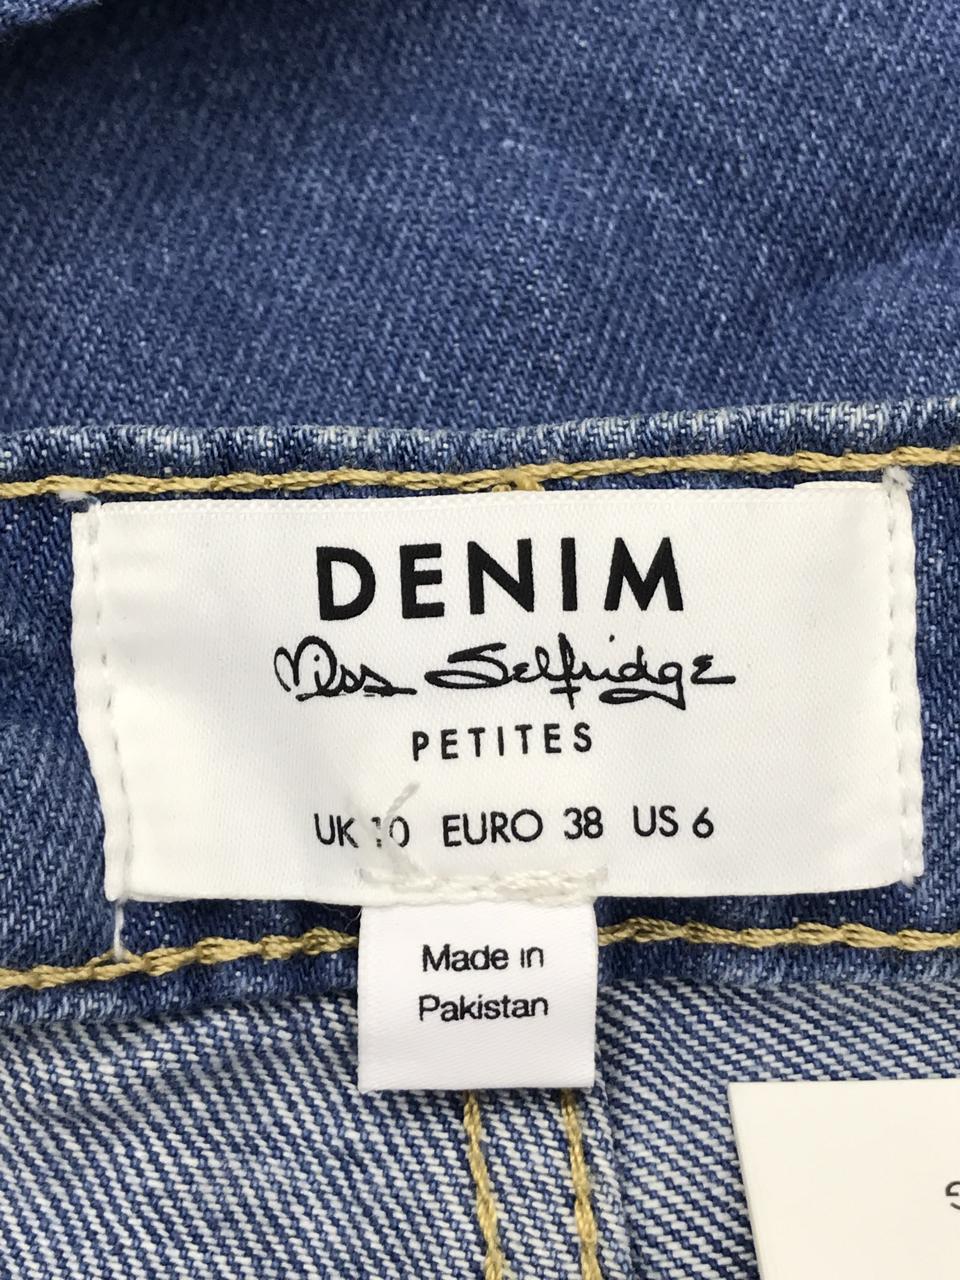 DENIM
Miss Selfridge
PETITES
UK 10 EURO 38 US 6
Made in
Pakistan